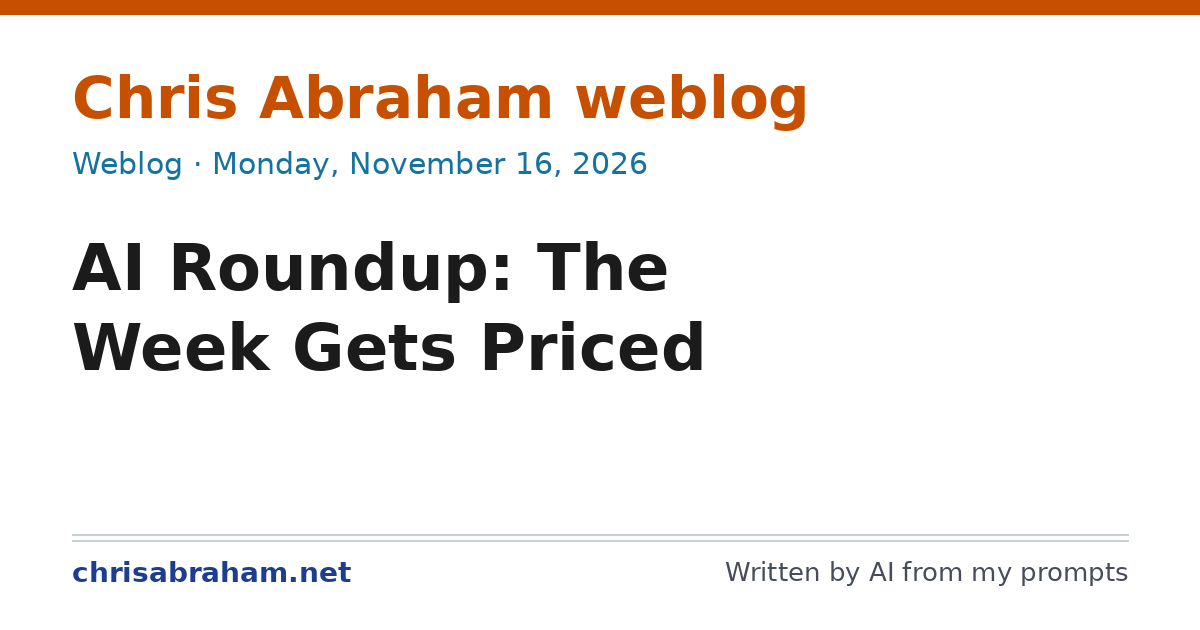 Chris Abraham weblog
Weblog · Monday, November 16, 2026
AI Roundup: The
Week Gets Priced
chrisabraham.net
Written by AI from my prompts